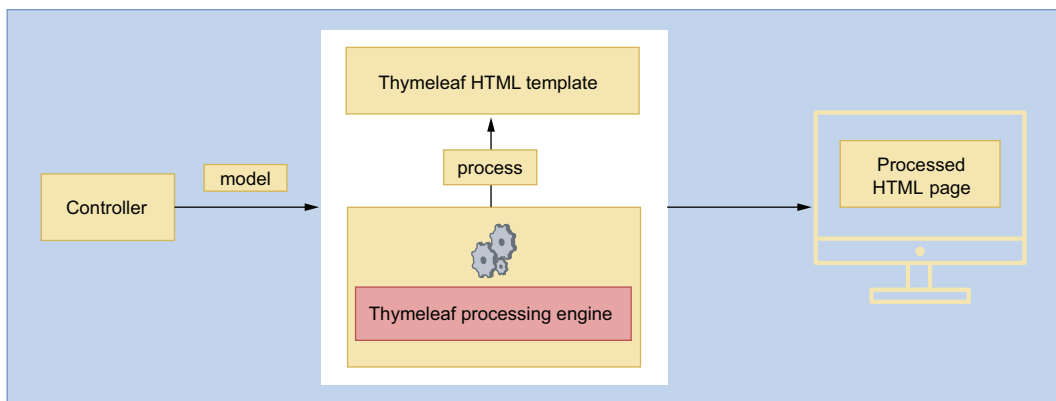 Thymeleaf HTML template
process
model
Controller
Thymeleaf processing engine
Processed
HTML page